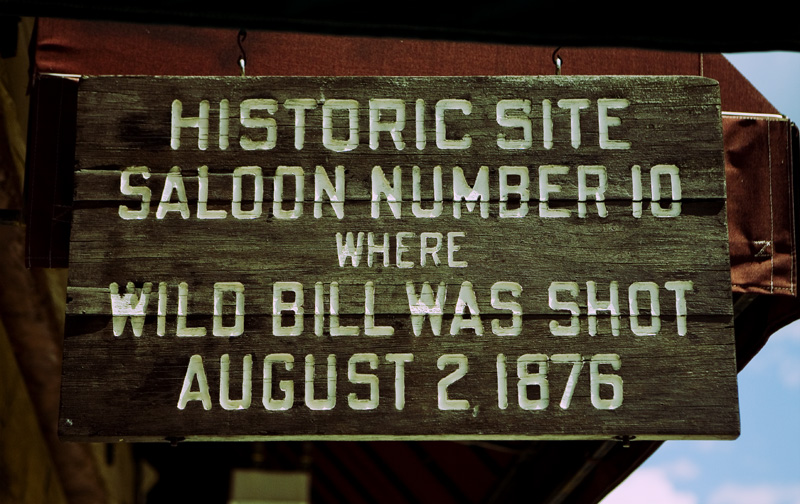 HISTORIC SITE
SALOON NUMBER 10
WHERE
WILD BILL WAS SHOT
AUGUST 2 1876